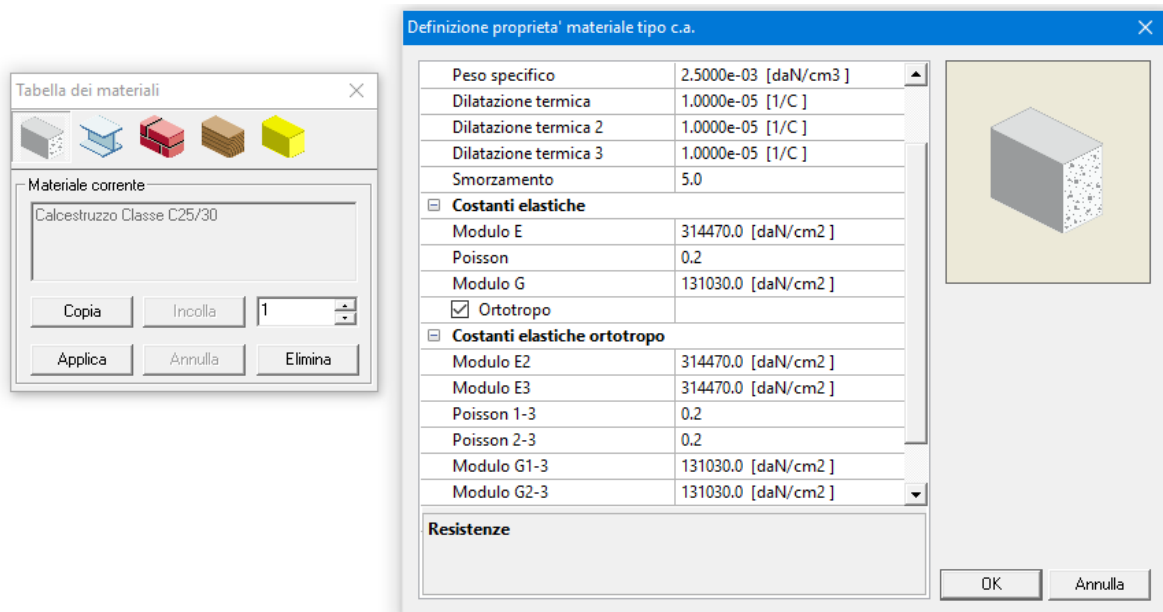 Tabella dei materiali
Materiale corrente
Calcestruzzo Classe C25/30
Copia Incolla 1
Applica Annulla Elimina
Definizione proprieta' materiale tipo c.a.
Peso specifico 2.5000e-03 [daN/cm3 ]
Dilatazione termica 1.0000e-05 [1/C ]
Dilatazione termica 2 1.0000e-05 [1/C ]
Dilatazione termica 3 1.0000e-05 [1/C ]
Smorzamento 5.0
Costanti elastiche
Modulo E 314470.0 [daN/cm2 ]
Poisson 0.2
Modulo G 131030.0 [daN/cm2 ]
Ortotropo
Costanti elastiche ortotropo
Modulo E2 314470.0 [daN/cm2 ]
Modulo E3 314470.0 [daN/cm2 ]
Poisson 1-3 0.2
Poisson 2-3 0.2
Modulo G1-3 131030.0 [daN/cm2 ]
Modulo G2-3 131030.0 [daN/cm2 ]
Resistenze
OK Annulla